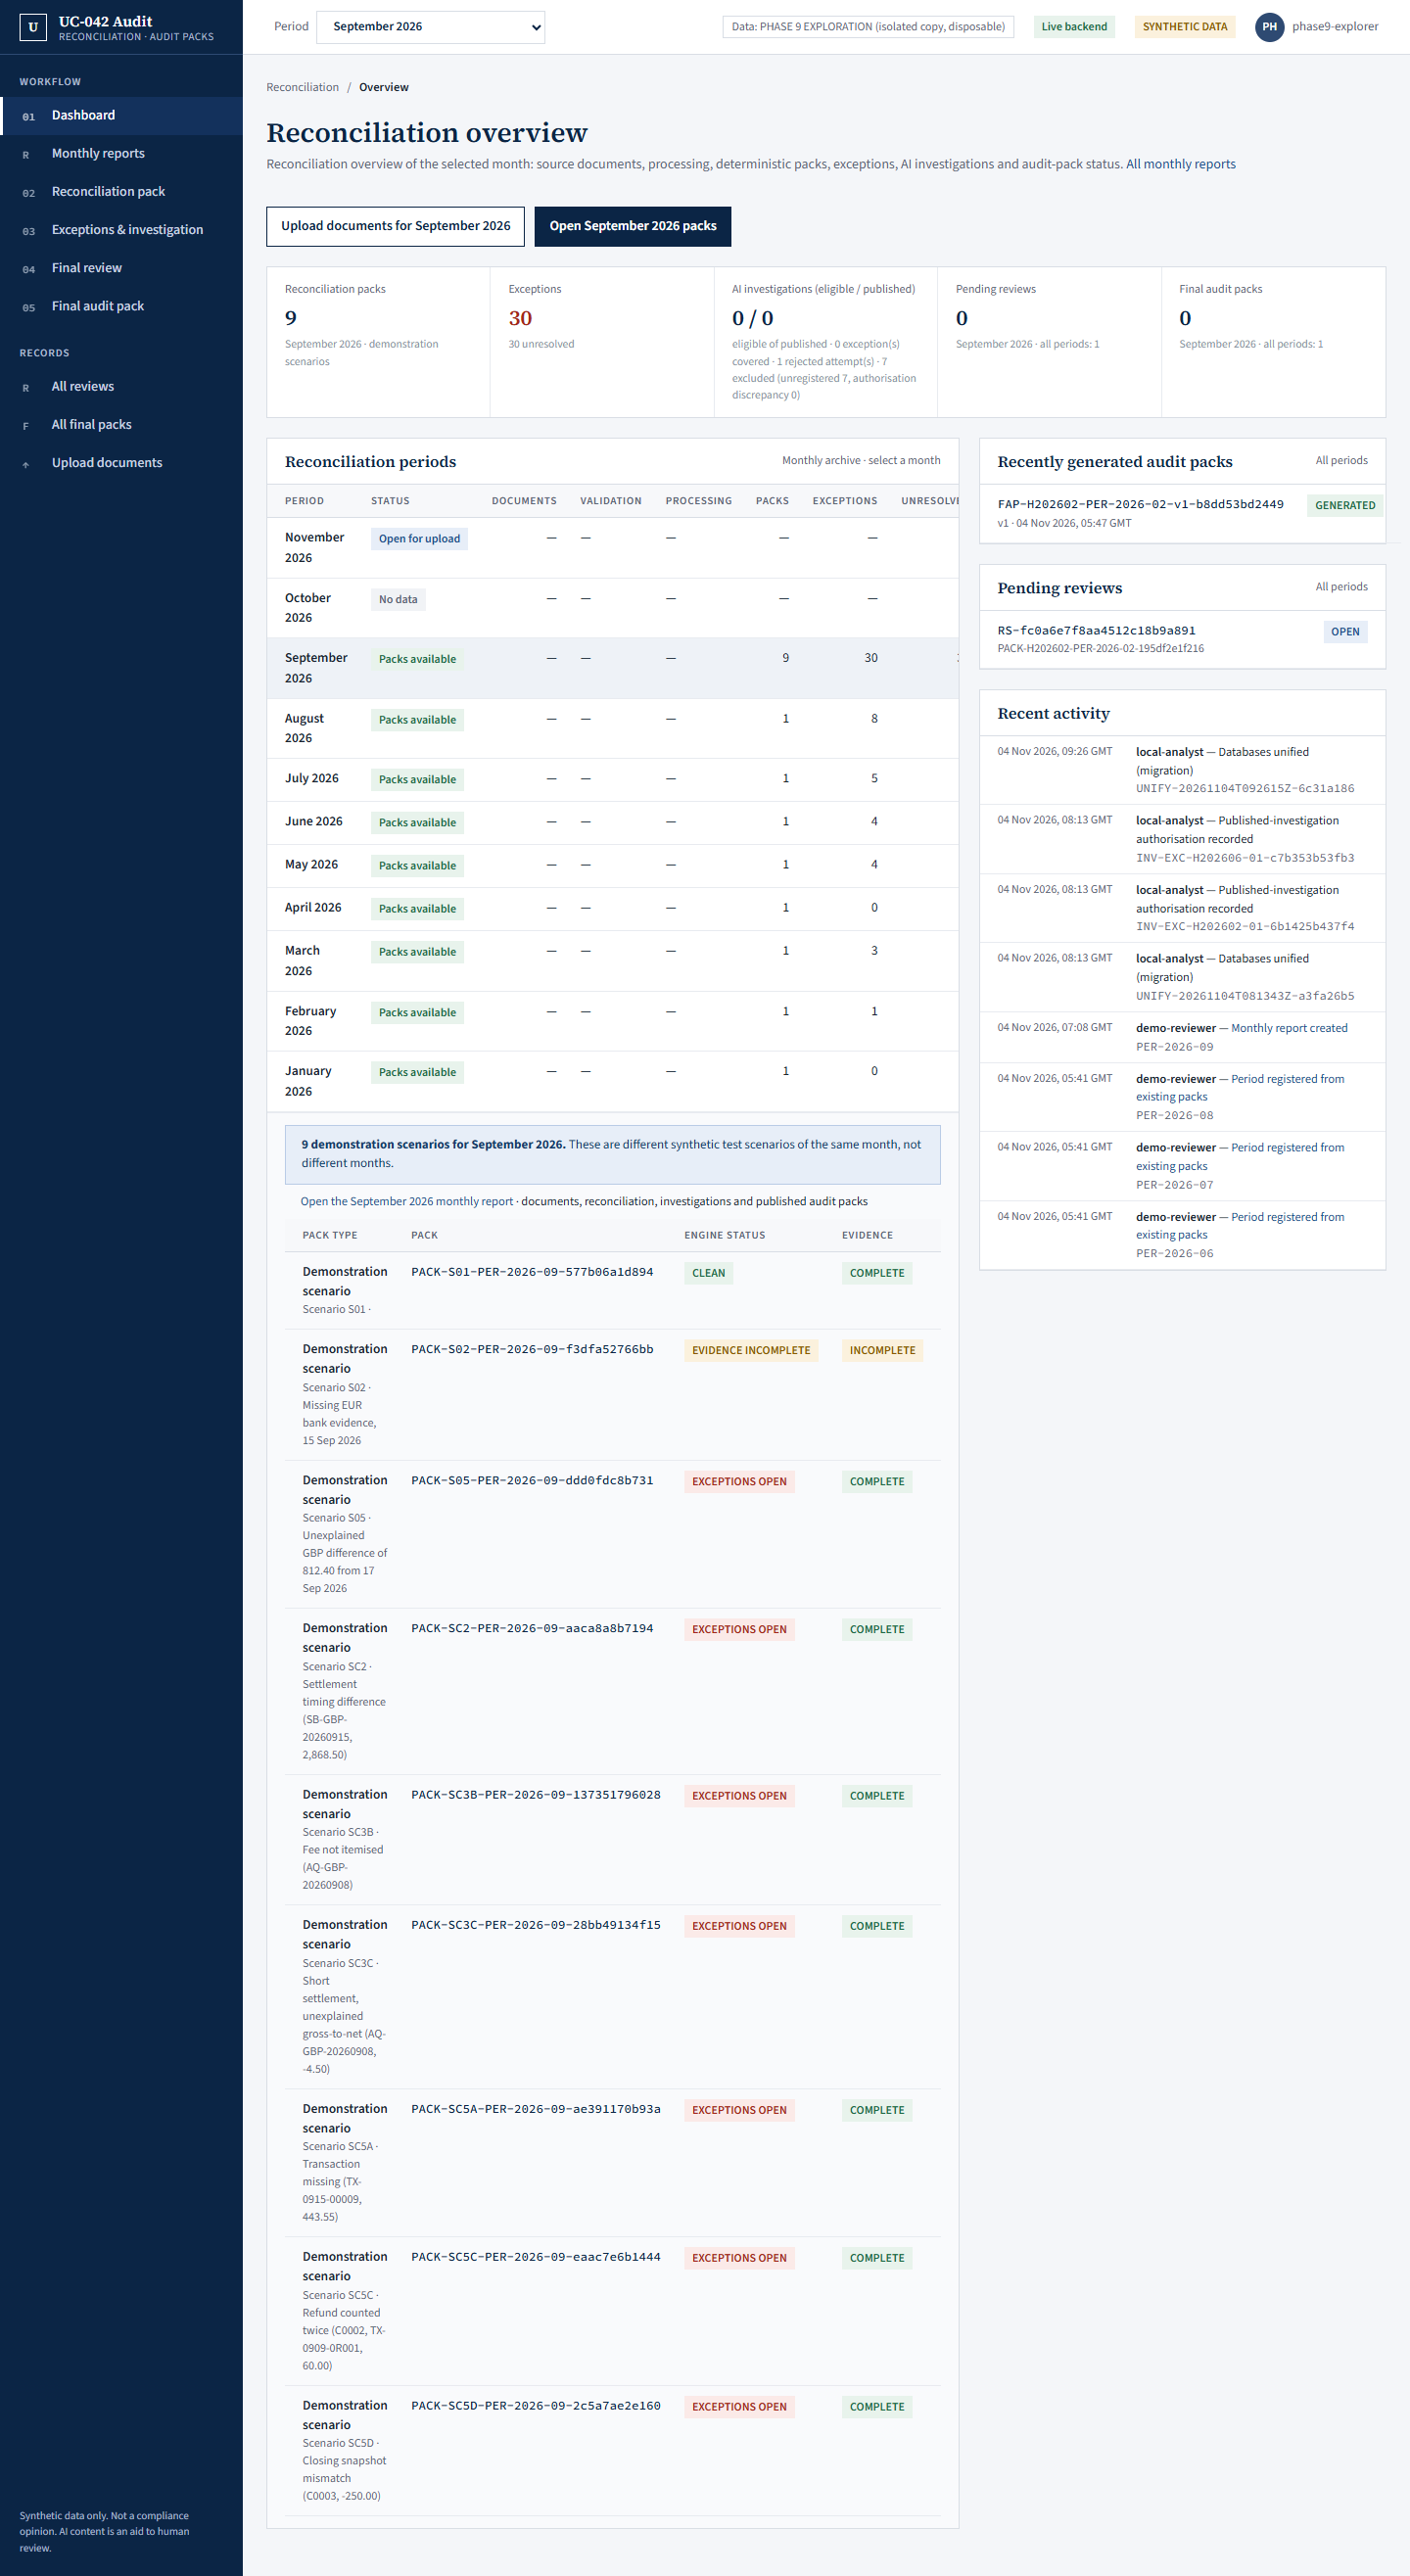 U
UC-042 Audit
RECONCILIATION · AUDIT PACKS
WORKFLOW
01 Dashboard
R Monthly reports
02 Reconciliation pack
03 Exceptions & investigation
04 Final review
05 Final audit pack
RECORDS
R All reviews
F All final packs
↑ Upload documents
Synthetic data only. Not a compliance
opinion. AI content is an aid to human
review.
Period September 2026
Data: PHASE 9 EXPLORATION (isolated copy, disposable)
Live backend
SYNTHETIC DATA
PH phase9-explorer
Reconciliation / Overview
Reconciliation overview
Reconciliation overview of the selected month: source documents, processing, deterministic packs, exceptions, AI investigations and audit-pack status. All monthly reports
Upload documents for September 2026
Open September 2026 packs
Reconciliation packs
9
September 2026 · demonstration
scenarios
Exceptions
30
30 unresolved
AI investigations (eligible / published)
0 / 0
eligible of published · 0 exception(s)
covered · 1 rejected attempt(s) · 7
excluded (unregistered 7, authorisation
discrepancy 0)
Pending reviews
0
September 2026 · all periods: 1
Final audit packs
0
September 2026 · all periods: 1
Reconciliation periods
Monthly archive · select a month
PERIOD STATUS DOCUMENTS VALIDATION PROCESSING PACKS EXCEPTIONS UNRESOLVE
November
2026
Open for upload — — — — —
October
2026
No data — — — — —
September
2026
Packs available — — — 9 30
August
2026
Packs available — — — 1 8
July 2026 Packs available — — — 1 5
June 2026 Packs available — — — 1 4
May 2026 Packs available — — — 1 4
April 2026 Packs available — — — 1 0
March
2026
Packs available — — — 1 3
February
2026
Packs available — — — 1 1
January
2026
Packs available — — — 1 0
9 demonstration scenarios for September 2026. These are different synthetic test scenarios of the same month, not
different months.
Open the September 2026 monthly report · documents, reconciliation, investigations and published audit packs
PACK TYPE PACK ENGINE STATUS EVIDENCE
Demonstration
scenario
Scenario S01 ·
PACK-S01-PER-2026-09-577b06a1d894 CLEAN COMPLETE
Demonstration
scenario
Scenario S02 ·
Missing EUR
bank evidence,
15 Sep 2026
PACK-S02-PER-2026-09-f3dfa52766bb EVIDENCE INCOMPLETE INCOMPLETE
Demonstration
scenario
Scenario S05 ·
Unexplained
GBP difference of
812.40 from 17
Sep 2026
PACK-S05-PER-2026-09-ddd0fdc8b731 EXCEPTIONS OPEN COMPLETE
Demonstration
scenario
Scenario SC2 ·
Settlement
timing difference
(SB-GBP-
20260915,
2,868.50)
PACK-SC2-PER-2026-09-aaca8a8b7194 EXCEPTIONS OPEN COMPLETE
Demonstration
scenario
Scenario SC3B ·
Fee not itemised
(AQ-GBP-
20260908)
PACK-SC3B-PER-2026-09-137351796028 EXCEPTIONS OPEN COMPLETE
Demonstration
scenario
Scenario SC3C ·
Short
settlement,
unexplained
gross-to-net (AQ-
GBP-20260908,
-4.50)
PACK-SC3C-PER-2026-09-28bb49134f15 EXCEPTIONS OPEN COMPLETE
Demonstration
scenario
Scenario SC5A ·
Transaction
missing (TX-
0915-00009,
443.55)
PACK-SC5A-PER-2026-09-ae391170b93a EXCEPTIONS OPEN COMPLETE
Demonstration
scenario
Scenario SC5C ·
Refund counted
twice (C0002, TX-
0909-0R001,
60.00)
PACK-SC5C-PER-2026-09-eaac7e6b1444 EXCEPTIONS OPEN COMPLETE
Demonstration
scenario
Scenario SC5D ·
Closing snapshot
mismatch
(C0003, -250.00)
PACK-SC5D-PER-2026-09-2c5a7ae2e160 EXCEPTIONS OPEN COMPLETE
Recently generated audit packs
All periods
FAP-H202602-PER-2026-02-v1-b8dd53bd2449 GENERATED
v1 · 04 Nov 2026, 05:47 GMT
Pending reviews
All periods
RS-fc0a6e7f8aa4512c18b9a891 OPEN
PACK-H202602-PER-2026-02-195df2e1f216
Recent activity
04 Nov 2026, 09:26 GMT local-analyst — Databases unified
(migration)
UNIFY-20261104T092615Z-6c31a186
04 Nov 2026, 08:13 GMT local-analyst — Published-investigation
authorisation recorded
INV-EXC-H202606-01-c7b353b53fb3
04 Nov 2026, 08:13 GMT local-analyst — Published-investigation
authorisation recorded
INV-EXC-H202602-01-6b1425b437f4
04 Nov 2026, 08:13 GMT local-analyst — Databases unified
(migration)
UNIFY-20261104T081343Z-a3fa26b5
04 Nov 2026, 07:08 GMT demo-reviewer — Monthly report created
PER-2026-09
04 Nov 2026, 05:41 GMT demo-reviewer — Period registered from
existing packs
PER-2026-08
04 Nov 2026, 05:41 GMT demo-reviewer — Period registered from
existing packs
PER-2026-07
04 Nov 2026, 05:41 GMT demo-reviewer — Period registered from
existing packs
PER-2026-06